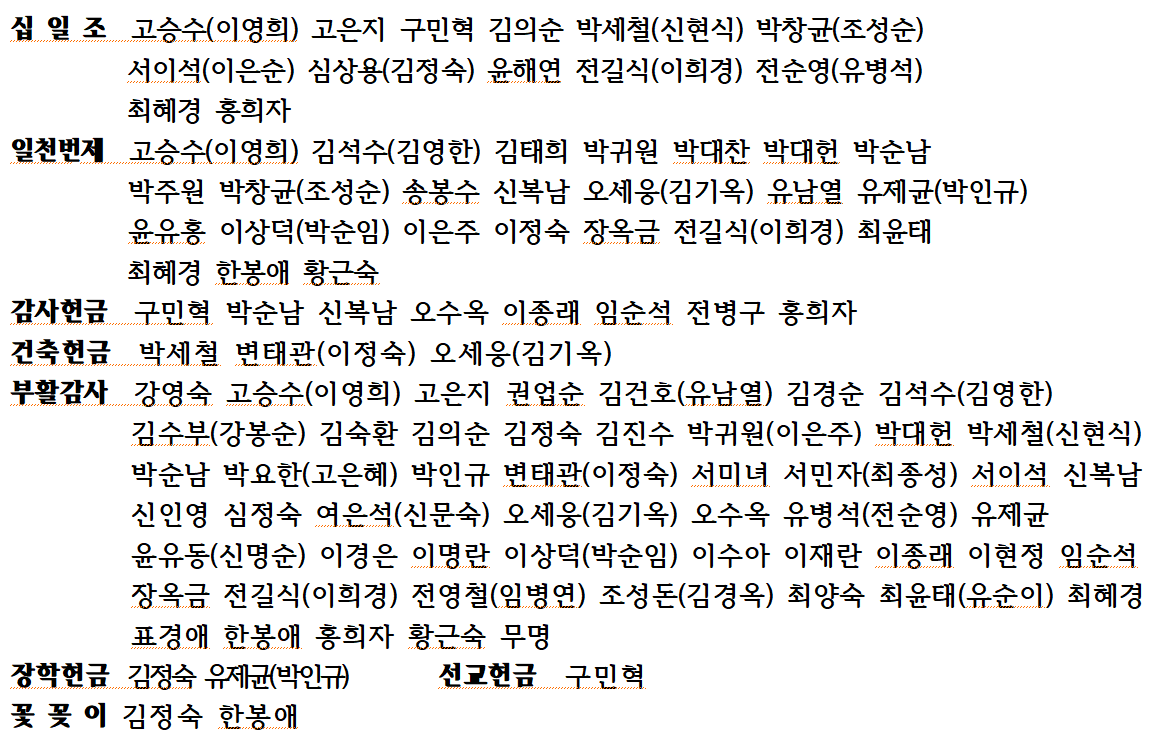 십 일 조 고승수(이영희) 고은지 구민혁 김의순 박세철(신현식) 박창균(조성순)
서이석(이은순) 심상용(김정숙) 윤해연 전길식(이희경) 전순영(유병석)
최혜경 홍희자
일천번제 고승수(이영희) 김석수(김영한) 김태희 박귀원 박대찬 박대헌 박순남
박주원 박창균(조성순) 송봉수 신복남 오세웅(김기옥) 유남열 유제균(박인규)
윤유홍 이상덕(박순임) 이은주 이정숙 장옥금 전길식(이희경) 최윤태
최혜경 한봉애 황근숙
감사헌금 구민혁 박순남 신복남 오수옥 이종래 임순석 전병구 홍희자
건축헌금 박세철 변태관(이정숙) 오세웅(김기옥)
부활감사 강영숙 고승수(이영희) 고은지 권업순 김건호(유남열) 김경순 김석수(김영한)
김수부(강봉순) 김숙환 김의순 김정숙 김진수 박귀원(이은주) 박대헌 박세철(신현식)
박순남 박요한(고은혜) 박인규 변태관(이정숙) 서미녀 서민자(최종성) 서이석 신복남
신인영 심정숙 여은석(신문숙) 오세웅(김기옥) 오수옥 유병석(전순영) 유제균
윤유동(신명순) 이경은 이명란 이상덕(박순임) 이수아 이재란 이종래 이현정 임순석
장옥금 전길식(이희경) 전영철(임병연) 조성돈(김경옥) 최양숙 최윤태(유순이) 최혜경
표경애 한봉애 홍희자 황근숙 무명
장학헌금 김정숙 유제균(박인규) 선교헌금 구민혁
꽃 꽂 이 김정숙 한봉애